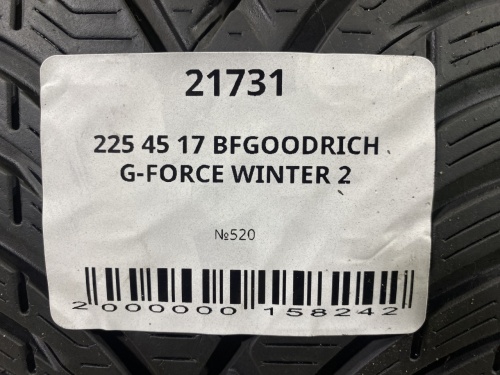 21731
225 45 17 BFGOODRICH
G-FORCE WINTER 2
№520
2 000000 158242